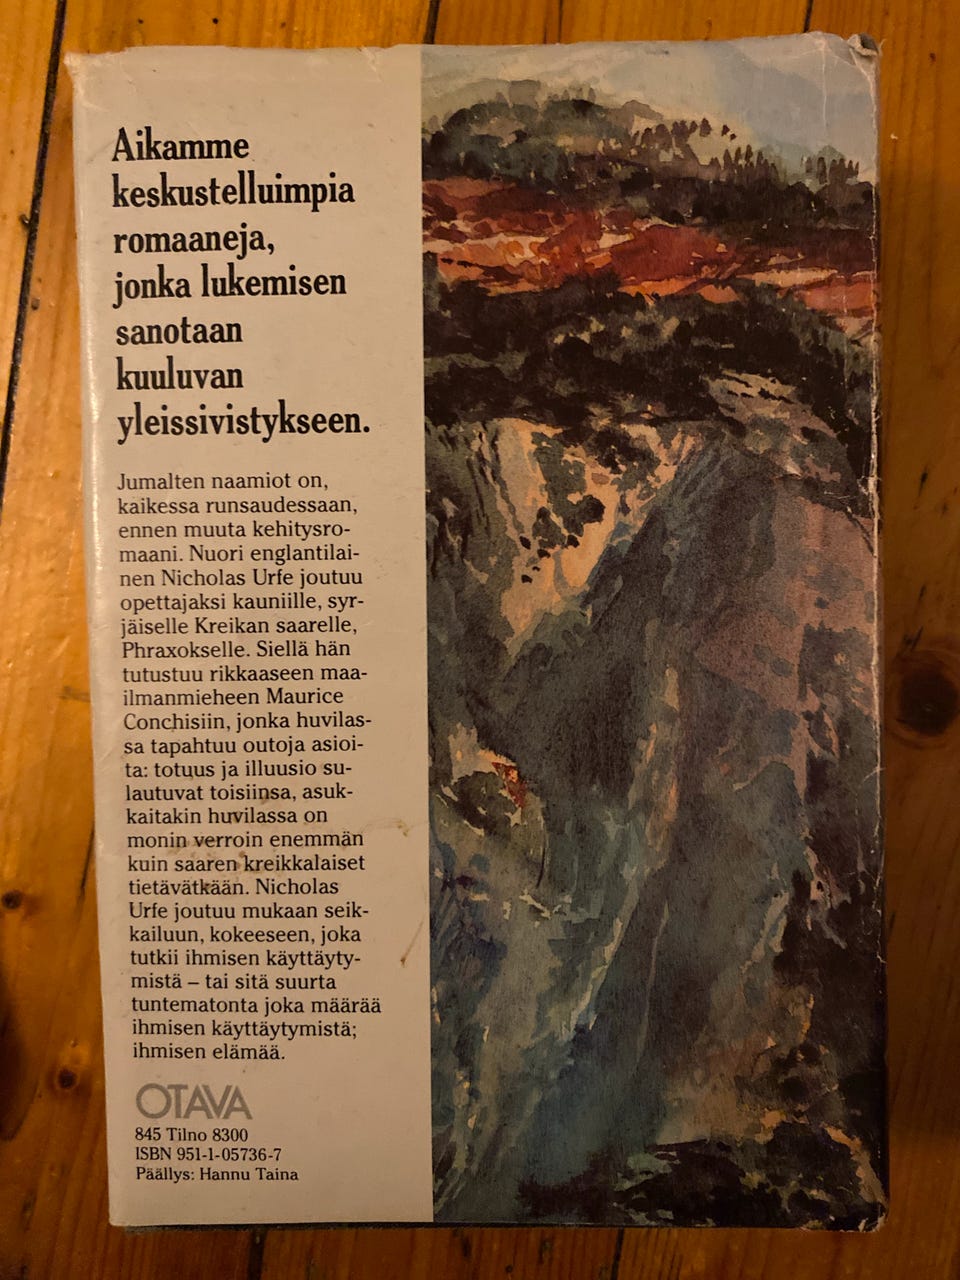 Aikamme
keskustelluimpia
romaaneja,
jonka lukemisen
sanotaan
kuuluvan
yleissivistykseen.
Jumalten naamiot on,
kaikessa runsaudessaan,
ennen muuta kehitysro-
maani. Nuori englantilai-
nen Nicholas Urfe joutuu
opettajaksi kauniille, syr-
jäiselle Kreikan saarelle,
Phraxokselle. Siellä hän
tutustuu rikkaaseen maa-
ilmanmieheen Maurice
Conchisiin, jonka huvilas-
sa tapahtuu outoja asioi-
ta: totuus ja illuusio su-
lautuvat toisiinsa, asuk-
kaitakin huvilassa on
monin verroin enemmän
kuin saaren kreikkalaiset
tietävätkään. Nicholas
Urfe joutuu mukaan seik-
kailuun, kokeeseen, joka
tutkii ihmisen käyttäyty-
mistä – tai sitä suurta
tuntematonta joka määrää
ihmisen käyttäytymistä;
ihmisen elämää.
OTAVA
845 Tilno 8300
ISBN 951-1-05736-7
Päällys: Hannu Taina